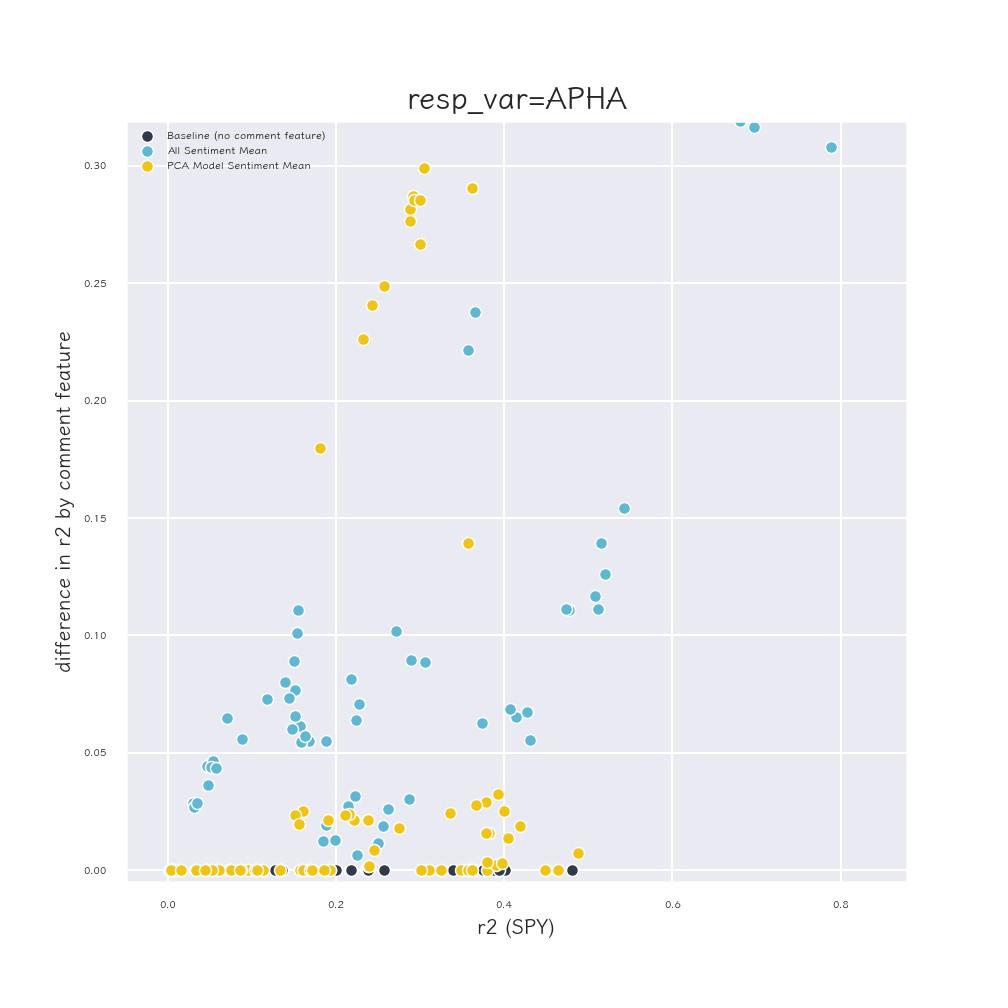 resp_var=APHA
Baseline (no comment feature)
All Sentiment Mean
PCA Model Sentiment Mean
0.30
0.25
0.20
0.15
0.10
0.05
0.00
difference in r2 by comment feature
0.0 0.2 0.4 0.6 0.8
r2 (SPY)